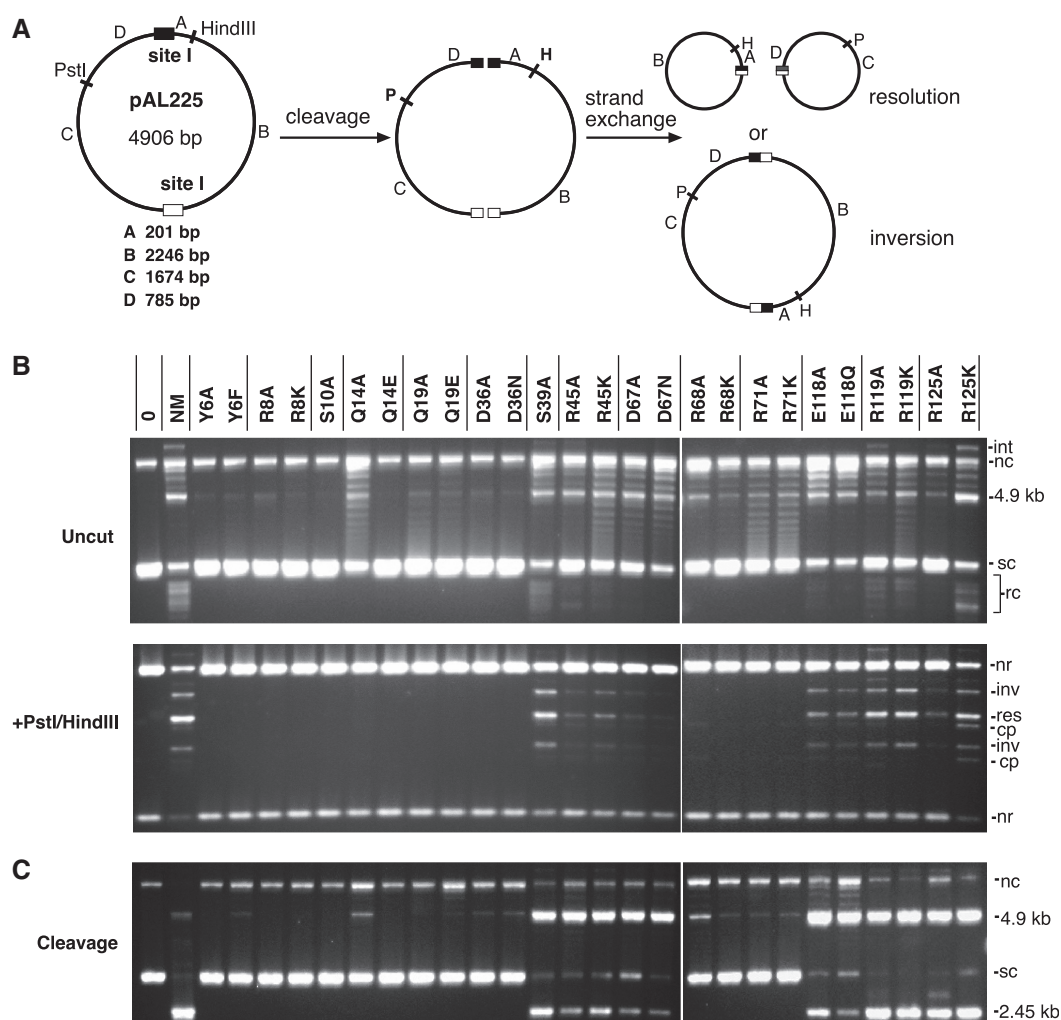 A
D
A
HindIII
site I
PstI
pAL225
4906 bp
C
B
site I
A 201 bp
B 2246 bp
C 1674 bp
D 785 bp
cleavage
D
A
H
P
C
B
strand
exchange
B
H
A
D
P
C
resolution
or
D
P
C
B
A
H
inversion
B
0
NM
Y6A
Y6F
R8A
R8K
S10A
Q14A
Q14E
Q19A
Q19E
D36A
D36N
S39A
R45A
R45K
D67A
D67N
R68A
R68K
R71A
R71K
E118A
E118Q
R119A
R119K
R125A
R125K
Uncut
-int
-nc
-4.9 kb
-sc
-rc
+PstI/HindIII
-nr
-inv
-res
-cp
-inv
-cp
-nr
C
Cleavage
-nc
-4.9 kb
-sc
-2.45 kb